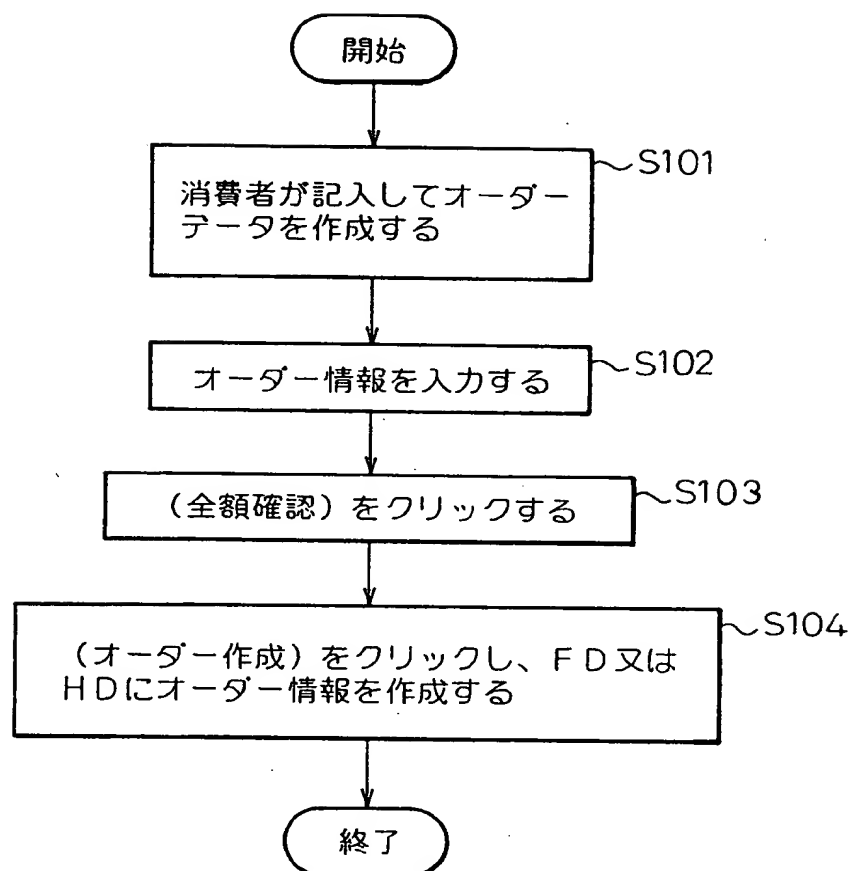 開始
S101
消費者が記入してオーダー
データを作成する
S102
オーダー情報を入力する
S103
(全額確認)をクリックする
S104
(オーダー作成)をクリックし、FD又は
HDにオーダー情報を作成する
終了